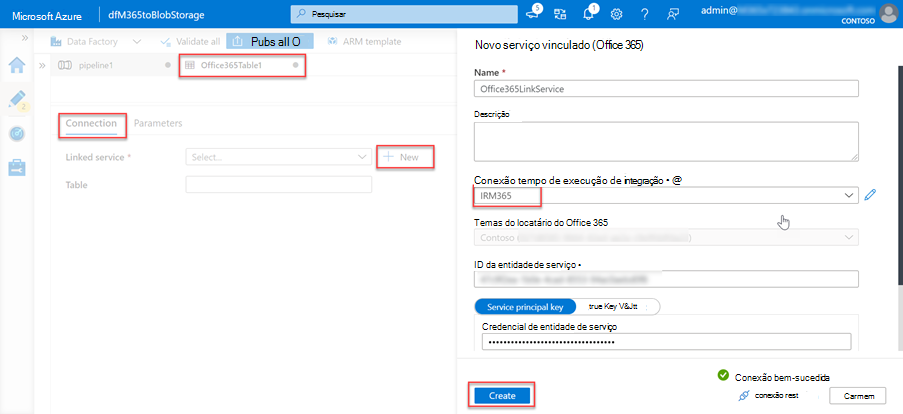 Microsoft Azure
dfM365toBlobStorage
Pesquisar
5
1
admin@
CONTOSO
Data Factory
Validate all
Pubs all O
ARM template
pipeline1
Office365Table1
2
Connection
Parameters
Linked service *
Select...
New
Table
Novo serviço vinculado (Office 365)
Name *
Office365LinkService
Descrição
Conexão tempo de execução de integração • @
IRM365
Temas do locatário do Office 365
Contoso (
ID da entidade de serviço •
Service principal key
true Key V&Jtt
Credencial de entidade de serviço
••••••••••••••••••••••••••••••••••
Conexão bem-sucedida
Create
conexão rest
Carmem